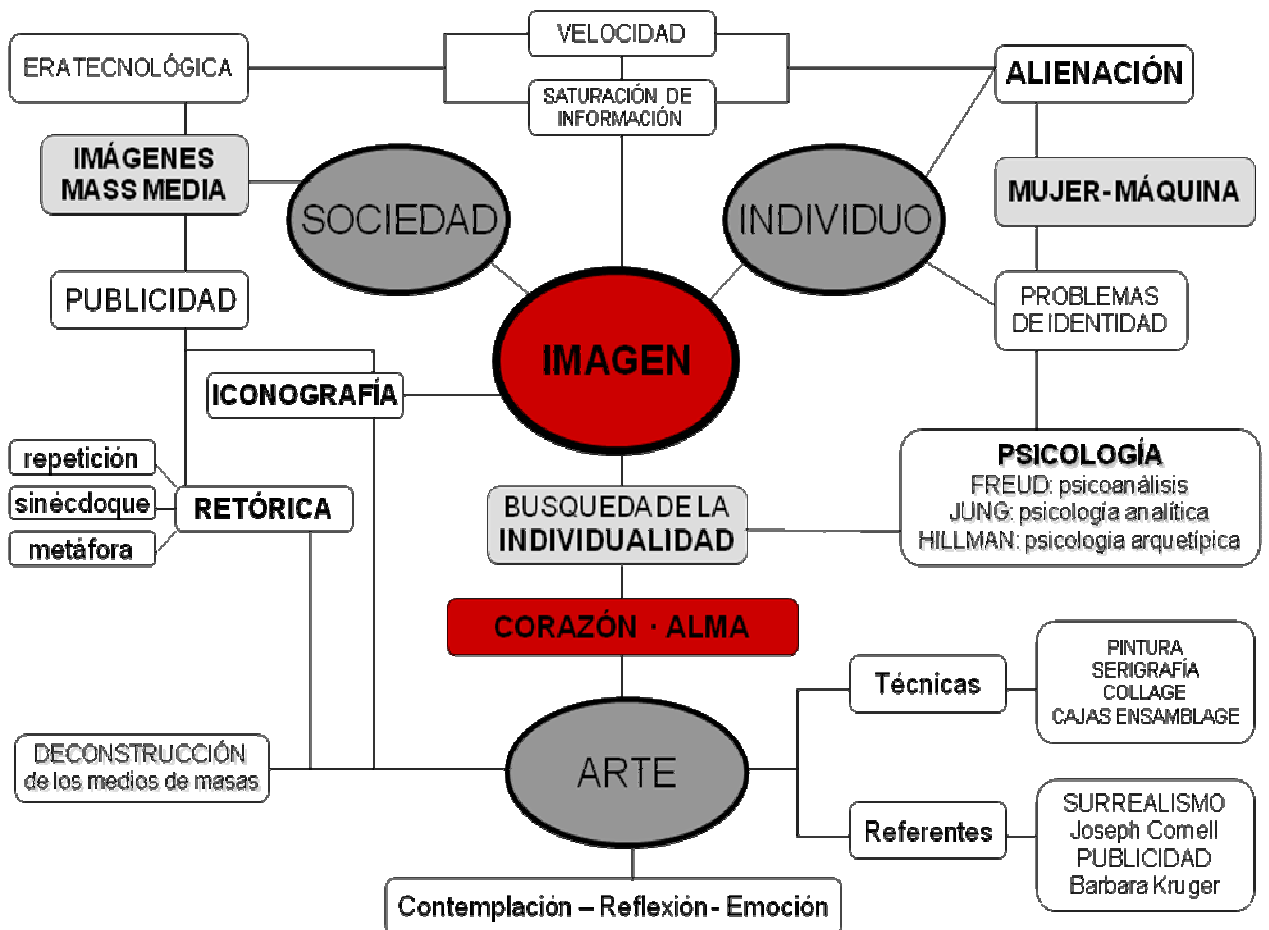 VELOCIDAD
ERA TECNOLÓGICA
SATURACIÓN DE
INFORMACIÓN
ALIENACIÓN
IMÁGENES
MASS MEDIA
SOCIEDAD
INDIVIDUO
MUJER-MÁQUINA
PUBLICIDAD
PROBLEMAS
DE IDENTIDAD
IMAGEN
ICONOGRAFÍA
repetición
sinécdoque
metáfora
RETÓRICA
BUSQUEDA DE LA
INDIVIDUALIDAD
PSICOLOGÍA
FREUD: psicoanálisis
JUNG: psicología analítica
HILLMAN: psicologia arquetípica
CORAZÓN · ALMA
Técnicas
PINTURA
SERIGRAFÍA
COLLAGE
CAJAS ENSAMBLAGE
DECONSTRUCCIÓN
de los medios de masas
ARTE
Referentes
SURREALISMO
Joseph Cornell
PUBLICIDAD
Barbara Kruger
Contemplación – Reflexión- Emoción